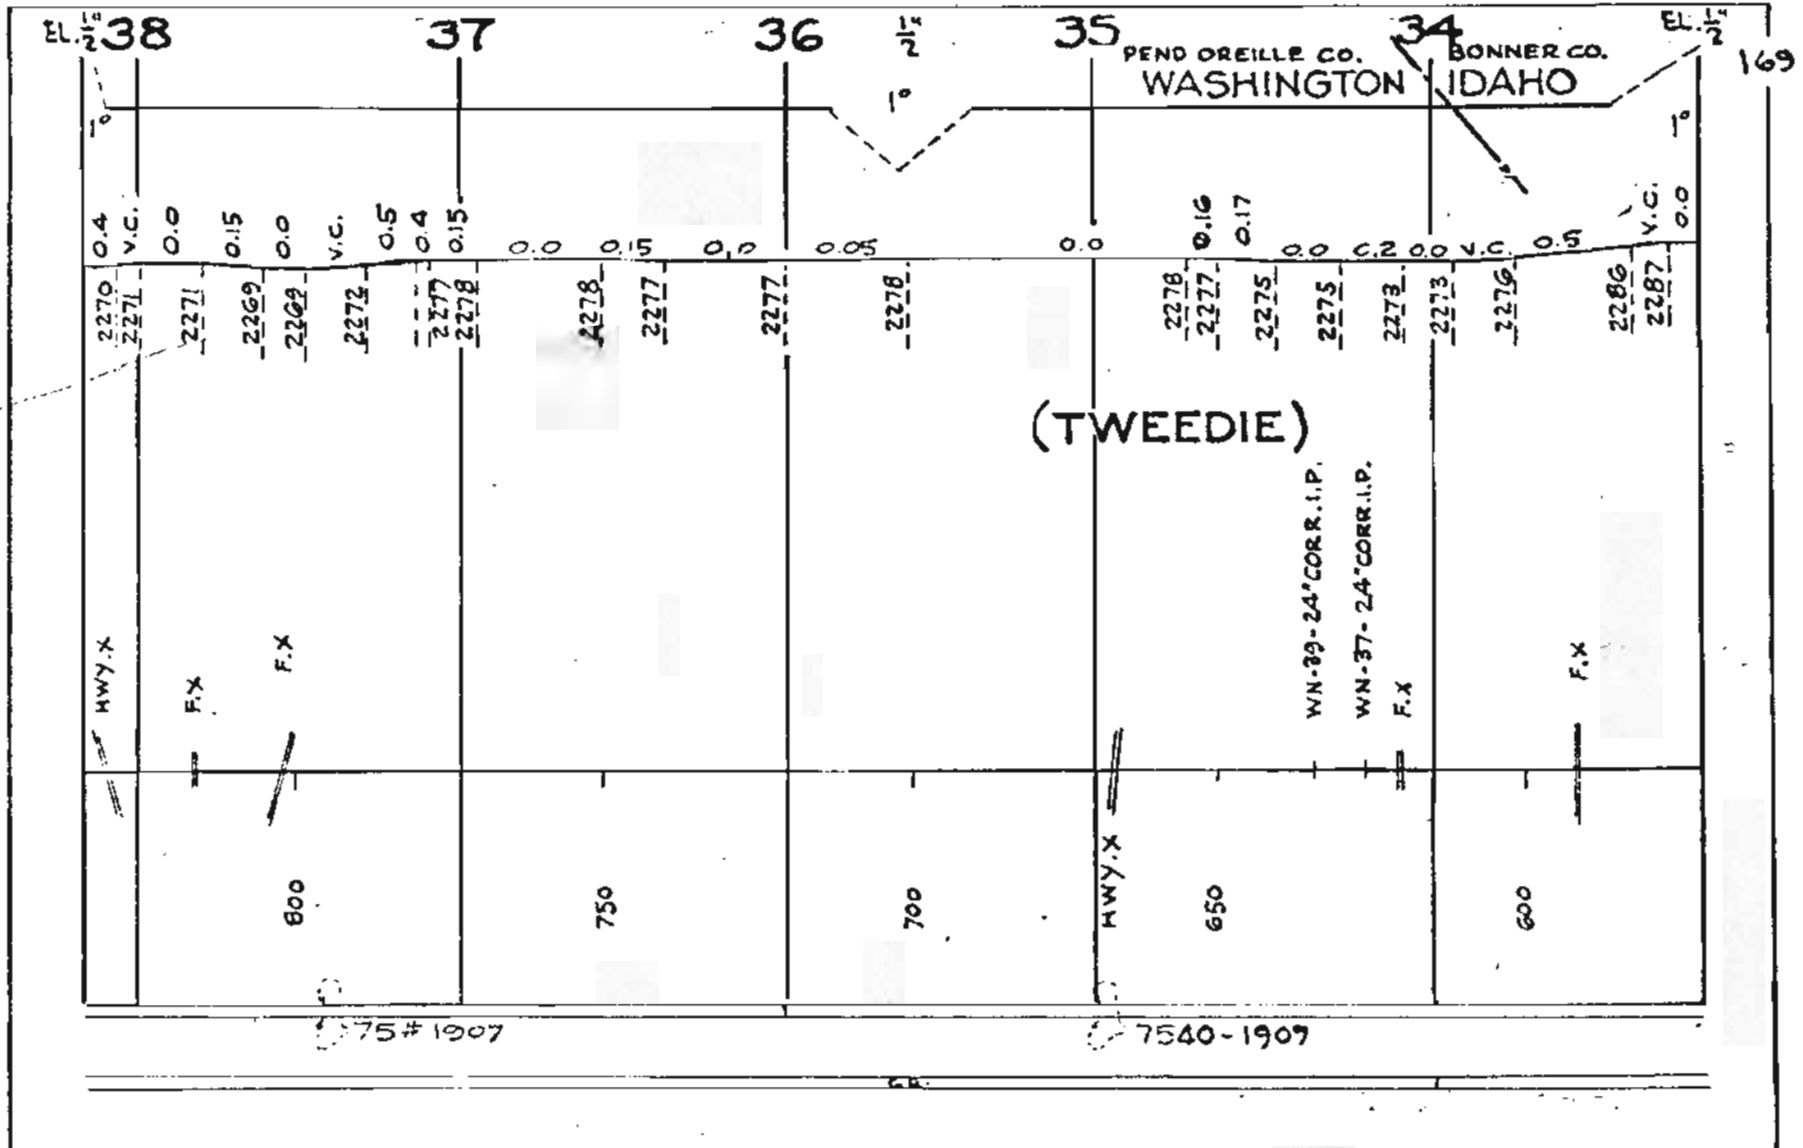 EL. ½" 38 37 36 ½" 35 34 EL. ½"
PEND OREILLE CO. BONNER CO.
WASHINGTON IDAHO
169
1° 1° 1°
0.4 V.C. 0.0 0.15 0.0 V.C. 0.5 0.4 0.15 0.0 0.15 0.0 0.05 0.0 0.16 0.17 0.0 0.0 V.C. 0.5 V.C. 0.0
2270 2271 2271 2269 2269 2272 2277 2278 2278 2277 2277 2278 2278 2277 2275 2275 2273 2273 2276 2286 2287
(TWEEDIE)
WN-39-24"CORR.I.P.
WN-37-24"CORR.I.P.
HWY.X
F.X
F.X
F.X
F.X
HWY.X
800 750 700 650 600
75# 1907
7540-1909